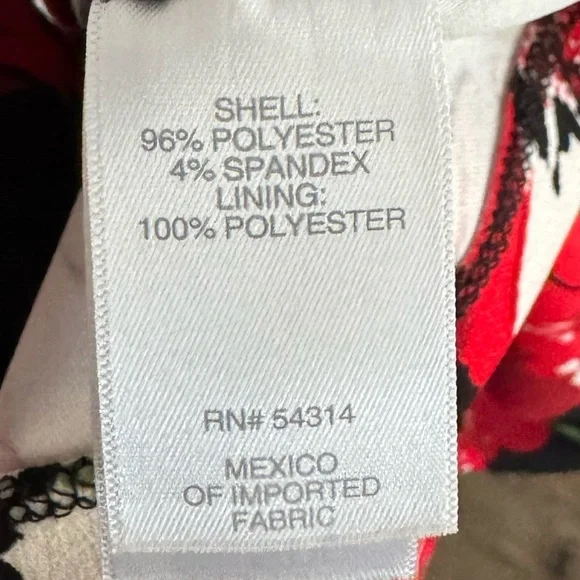 SHELL:
96% POLYESTER
4% SPANDEX
LINING:
100% POLYESTER
RN# 54314
MEXICO
OF IMPORTED
FABRIC